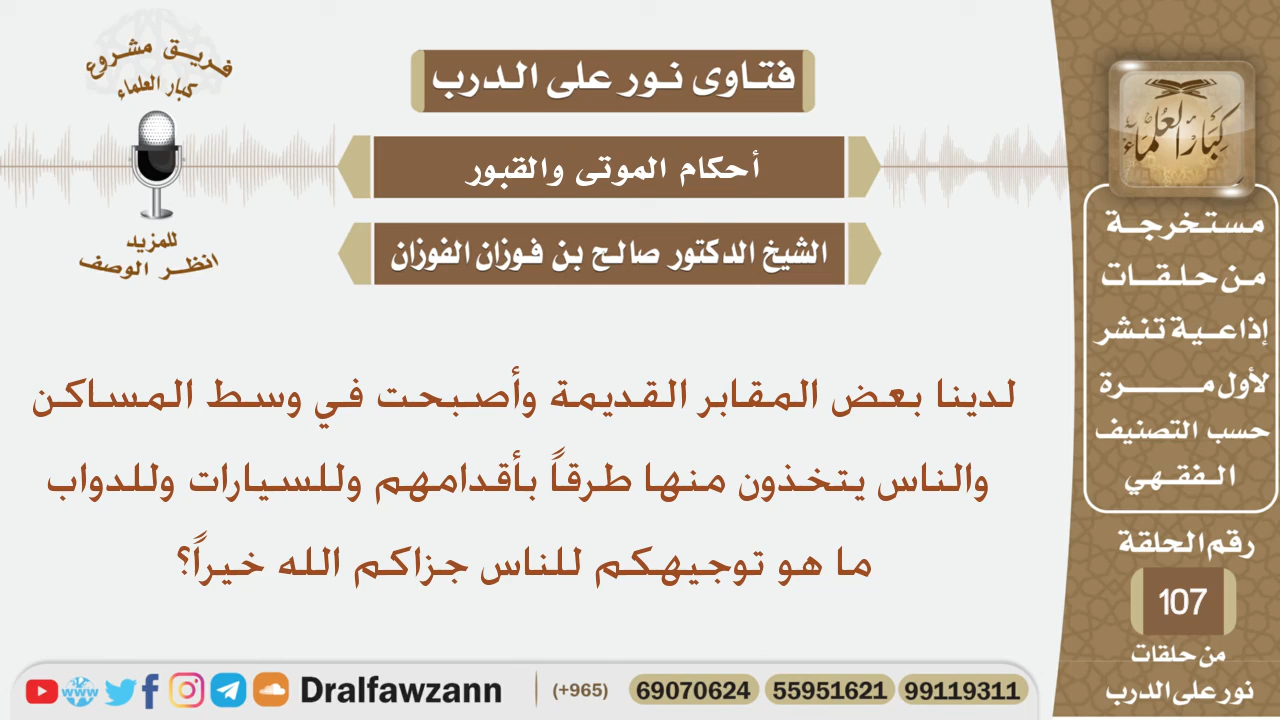 فريق مشروع
كبار العلماء
للمزيد
انظر الوصف
فتاوى نور على الدرب
أحكام الموتى والقبور
الشيخ الدكتور صالح بن فوزان الفوزان
لدينا بعض المقابر القديمة وأصبحت في وسط المساكن
والناس يتخذون منها طرقاً بأقدامهم وللسيارات وللدواب
ما هو توجيهكم للناس جزاكم الله خيراً؟
كبار العلماء
مستخرجة
من حلقات
إذاعية تنشر
لأول مرة
حسب التصنيف
الفقهي
رقم الحلقة
107
من حلقات
نور على الدرب
www Dralfawzann (+965) 69070624 55951621 99119311